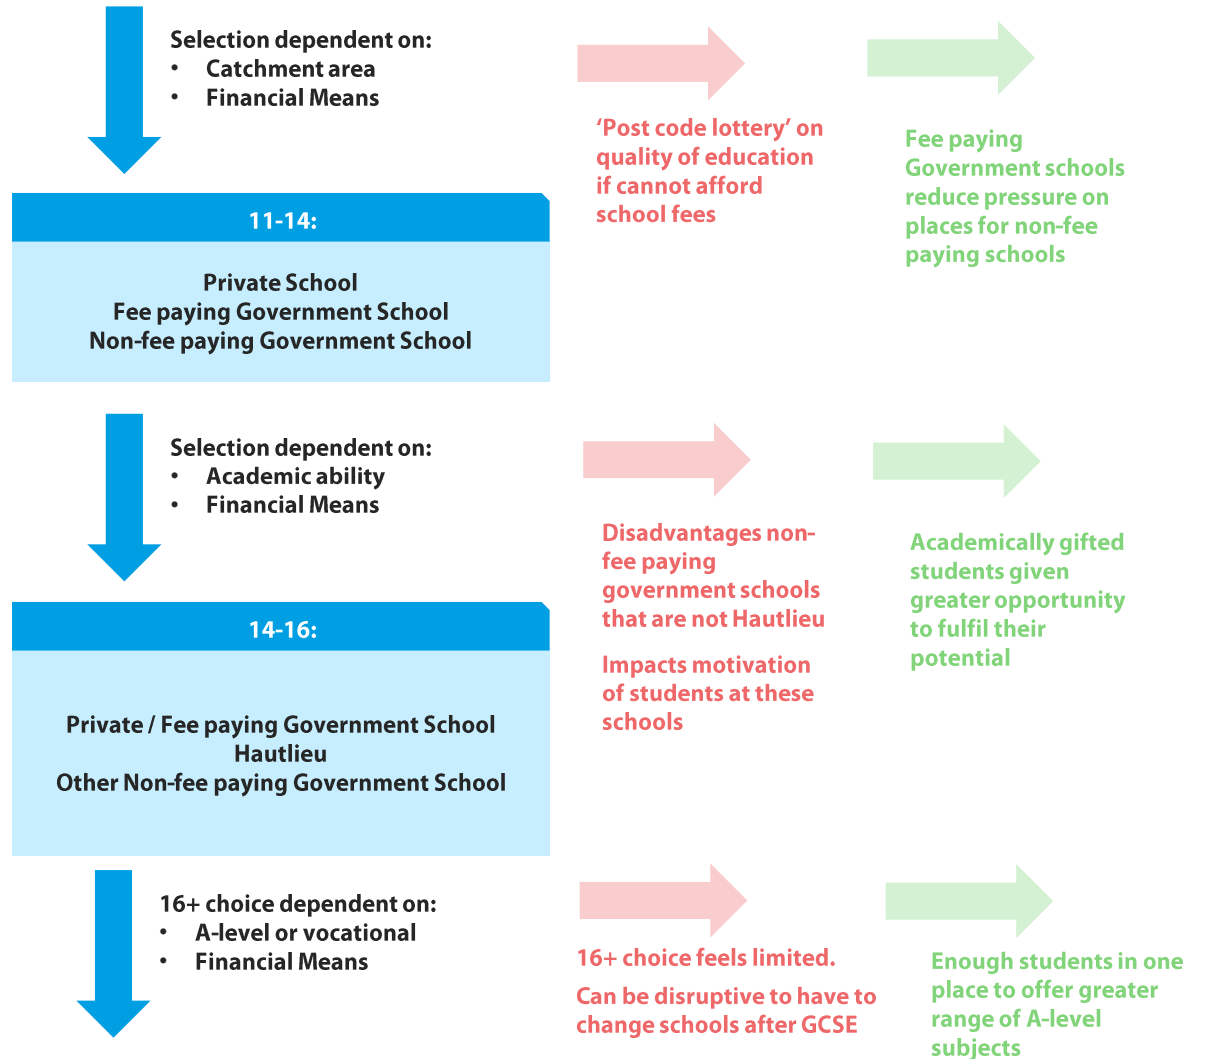 Selection dependent on:
• Catchment area
• Financial Means
‘Post code lottery’ on
quality of education
if cannot afford
school fees
Fee paying
Government schools
reduce pressure on
places for non-fee
paying schools
11-14:
Private School
Fee paying Government School
Non-fee paying Government School
Selection dependent on:
• Academic ability
• Financial Means
Disadvantages non-
fee paying
government schools
that are not Hautlieu
Impacts motivation
of students at these
schools
Academically gifted
students given
greater opportunity
to fulfil their
potential
14-16:
Private / Fee paying Government School
Hautlieu
Other Non-fee paying Government School
16+ choice dependent on:
• A-level or vocational
• Financial Means
16+ choice feels limited.
Can be disruptive to have to
change schools after GCSE
Enough students in one
place to offer greater
range of A-level
subjects